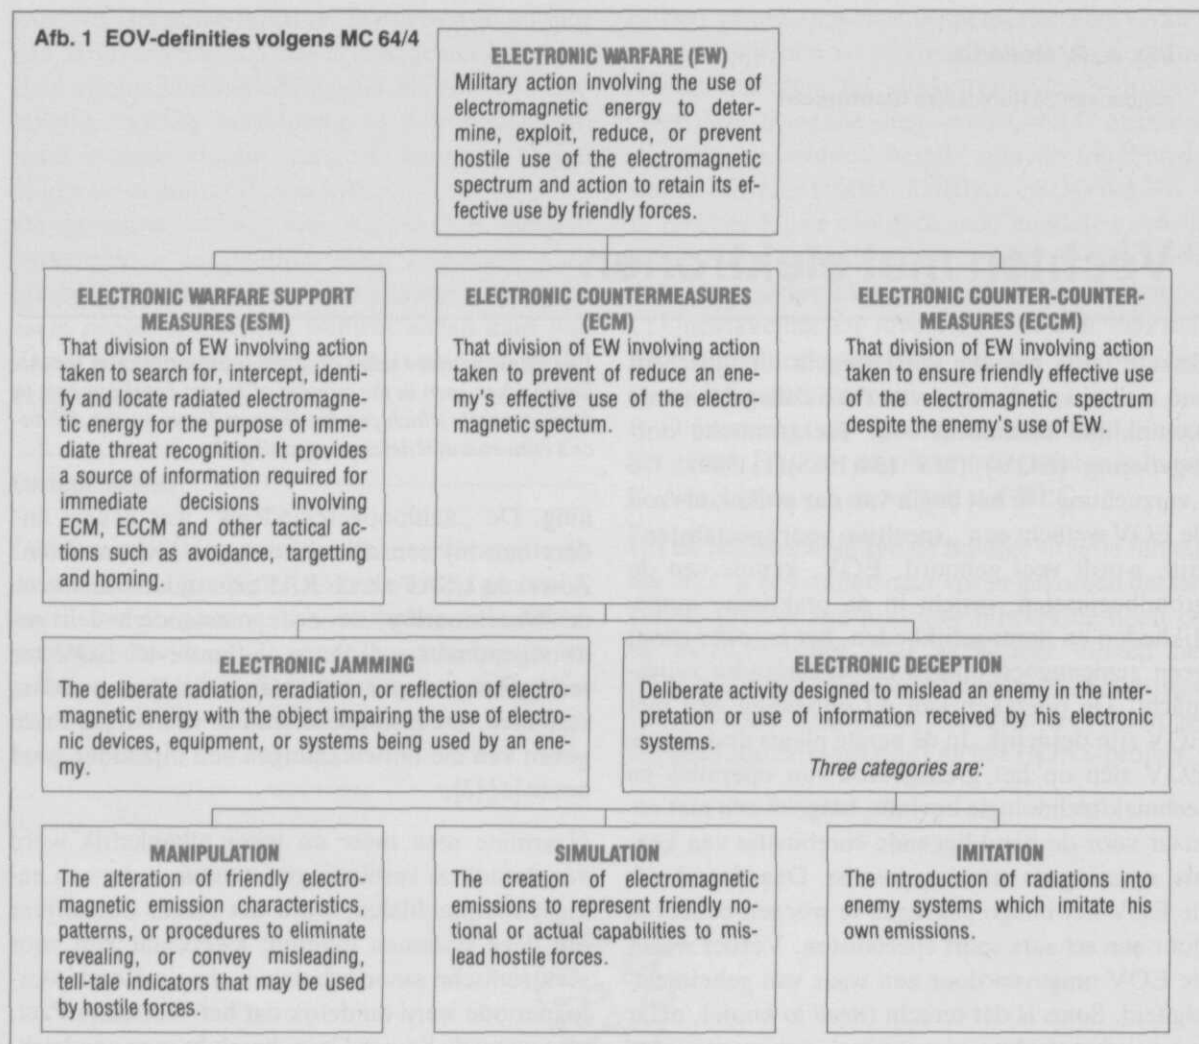 Afb. 1 EOV-definities volgens MC 64/4
ELECTRONIC WARFARE (EW)
Military action involving the use of
electromagnetic energy to deter-
mine, exploit, reduce, or prevent
hostile use of the electromagnetic
spectrum and action to retain its ef-
fective use by friendly forces.
ELECTRONIC WARFARE SUPPORT
MEASURES (ESM)
That division of EW involving action
taken to search for, intercept, identi-
fy and locate radiated electromagne-
tic energy for the purpose of imme-
diate threat recognition. It provides
a source of information required for
immediate decisions involving
ECM, ECCM and other tactical ac-
tions such as avoidance, targetting
and homing.
ELECTRONIC COUNTERMEASURES
(ECM)
That division of EW involving action
taken to prevent of reduce an ene-
my's effective use of the electro-
magnetic spectum.
ELECTRONIC COUNTER-COUNTER-
MEASURES (ECCM)
That division of EW involving action
taken to ensure friendly effective use
of the electromagnetic spectrum
despite the enemy's use of EW.
ELECTRONIC JAMMING
The deliberate radiation, reradiation, or reflection of electro-
magnetic energy with the object impairing the use of electro-
nic devices, equipment, or systems being used by an ene-
my.
ELECTRONIC DECEPTION
Deliberate activity designed to mislead an enemy in the inter-
pretation or use of information received by his electronic
systems.
Three categories are:
MANIPULATION
The alteration of friendly electro-
magnetic emission characteristics,
patterns, or procedures to eliminate
revealing, or convey misleading,
tell-tale indicators that may be used
by hostile forces.
SIMULATION
The creation of electromagnetic
emissions to represent friendly no-
tional or actual capabilities to mis-
lead hostile forces.
IMITATION
The introduction of radiations into
enemy systems which imitate his
own emissions.